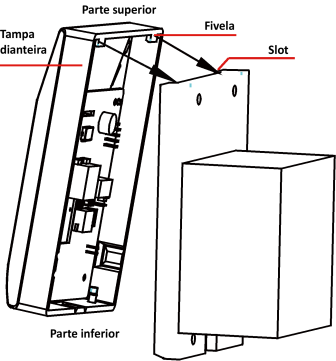 Parte superior
Fivela
Tampa
dianteira
Slot
Parte inferior